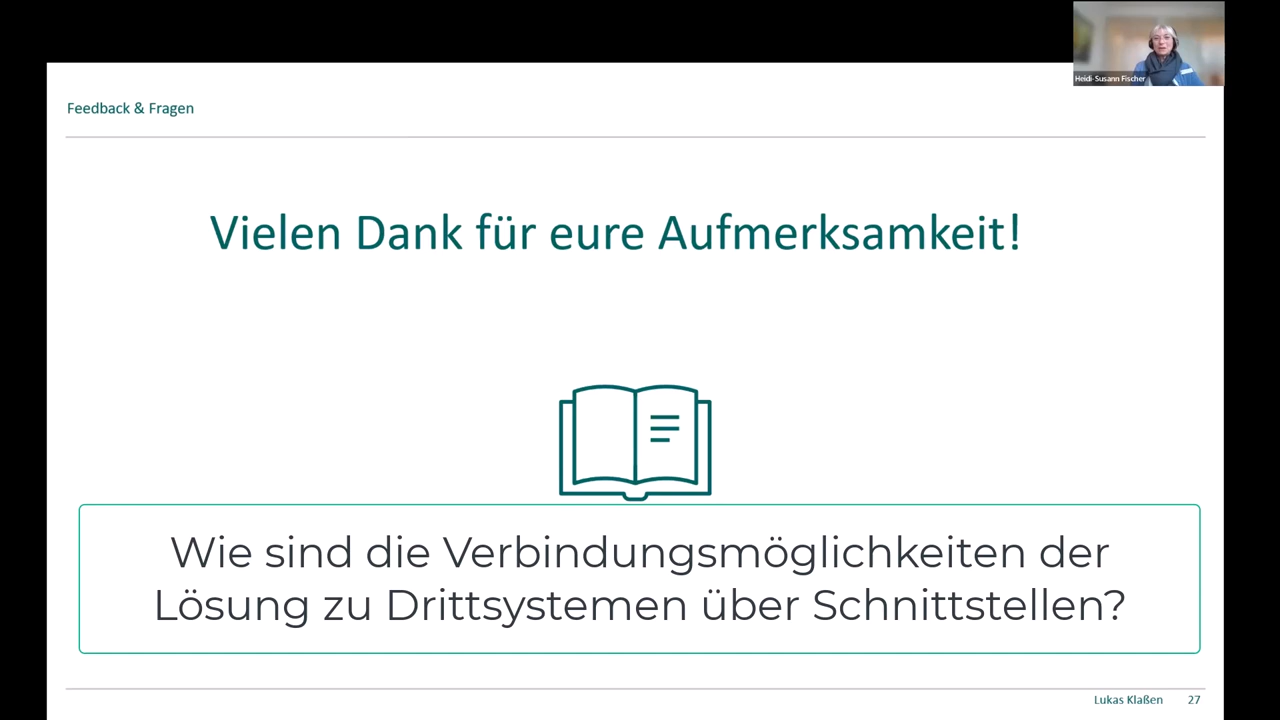 Heidi-Susann Fischer
Feedback & Fragen
Vielen Dank für eure Aufmerksamkeit!
Wie sind die Verbindungsmöglichkeiten der
Lösung zu Drittsystemen über Schnittstellen?
Lukas Klaßen 27